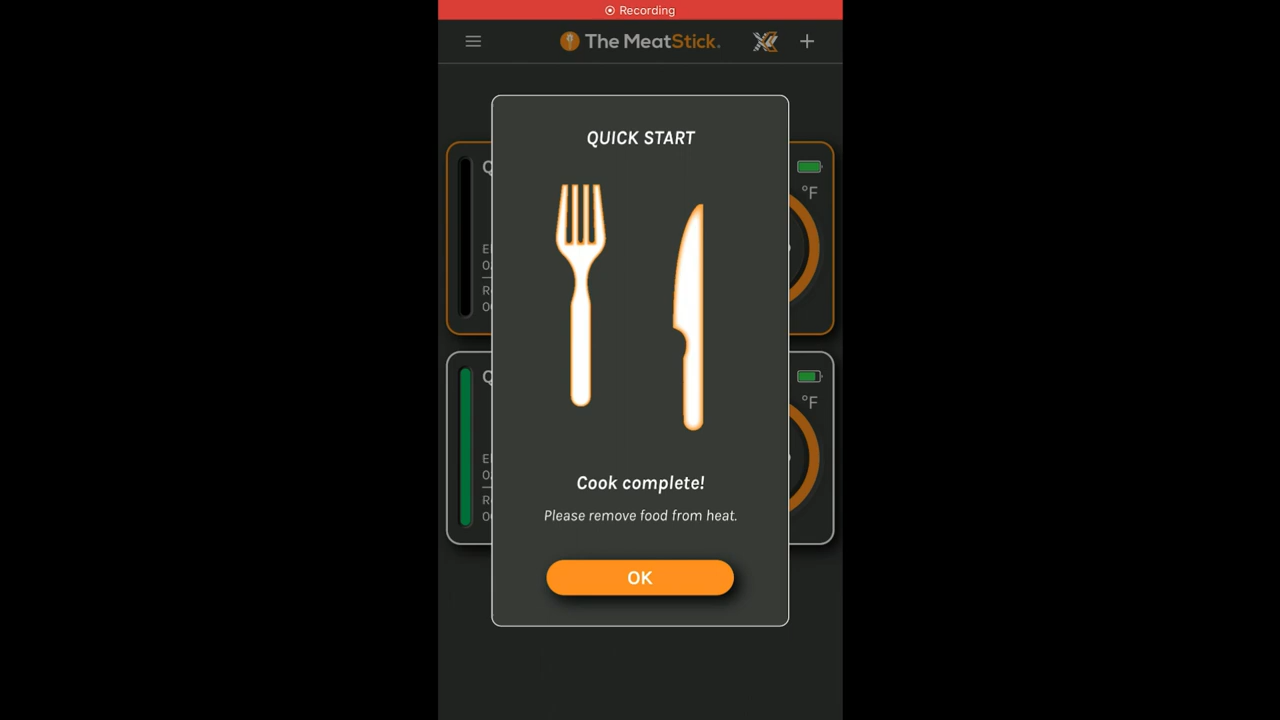 Recording
The MeatStick.
QUICK START
°F
°F
Cook complete!
Please remove food from heat.
OK